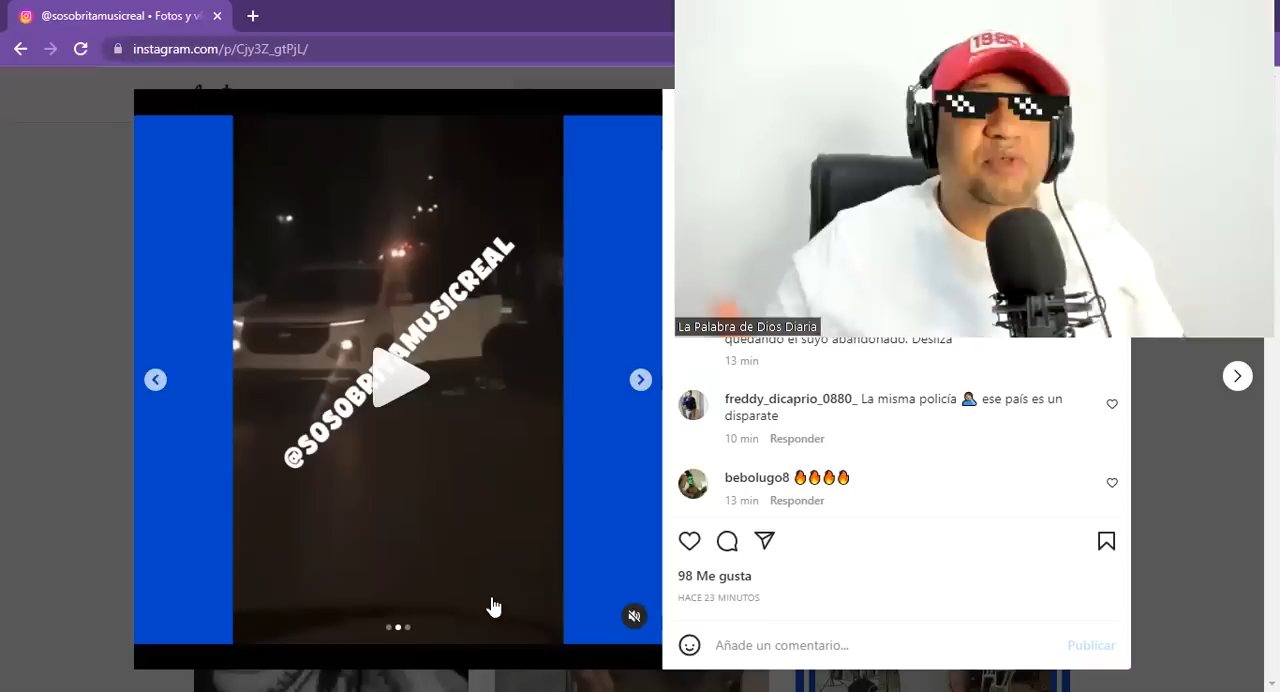 @sosobritamusicreal • Fotos y v
instagram.com/p/Cjy3Z_gtPjL/
1985
@SOSOBRITAMUSICREAL
La Palabra de Dios Diaria
quedando el suyo abandonado. Desliza
13 min
freddy_dicaprio_0880_ La misma policía 🤦🏽‍♂️ ese país es un
disparate
10 min Responder
bebolugo8 🔥🔥🔥🔥
13 min Responder
98 Me gusta
HACE 23 MINUTOS
Añade un comentario...
Publicar